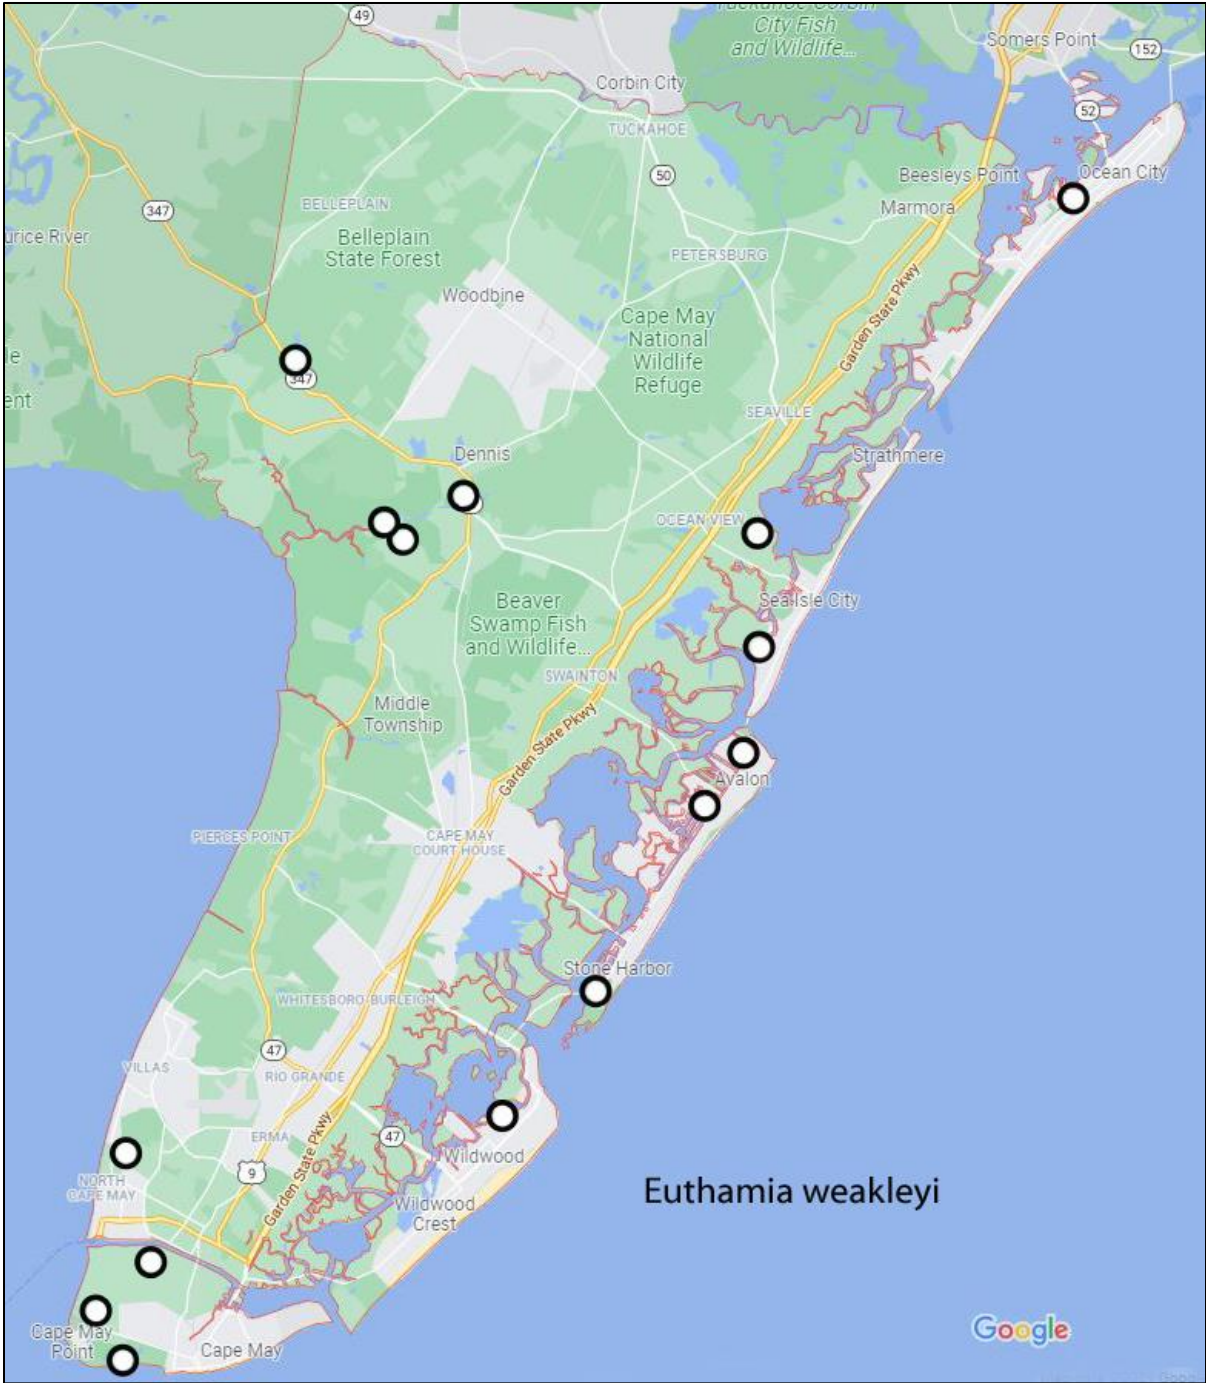 Tuckahoe-Corbin
City Fish
and Wildlife...
49
Somers Point
152
Corbin City
52
TUCKAHOE
50
Beesleys Point
Ocean City
347
BELLEPLAIN
Marmora
urice River
Belleplain
State Forest
PETERSBURG
Woodbine
Cape May
National
Wildlife
Refuge
Garden State Pkwy
le
347
ent
SEAVILLE
Dennis
Strathmere
OCEAN VIEW
Beaver
Swamp Fish
and Wildlife...
Sea Isle City
SWAINTON
Middle
Township
Garden State Pkwy
Avalon
PIERCES POINT
CAPE MAY
COURT HOUSE
Stone Harbor
WHITESBORO-BURLEIGH
47
VILLAS
RIO GRANDE
ERMA
47
Wildwood
9
NORTH
CAPE MAY
Garden State Pkwy
Wildwood
Crest
Euthamia weakleyi
Cape May
Point
Cape May
Google